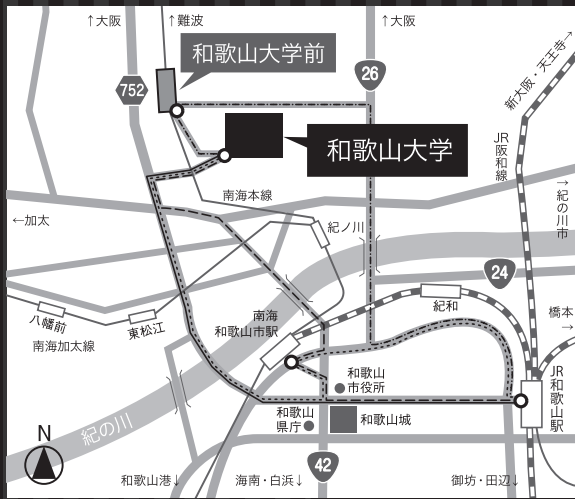 ↑大阪
↑難波
↑大阪
和歌山大学前
新大阪・天王寺→
752
26
和歌山大学
JR
阪和線
→紀の川市
南海本線
←加太
紀ノ川
24
八幡前
東松江
南海加太線
南海
和歌山市駅
紀和
橋本
→
和歌山
市役所
JR和歌山駅
和歌山
県庁
和歌山城
紀の川
N
42
和歌山港↓
海南・白浜↓
御坊・田辺↓